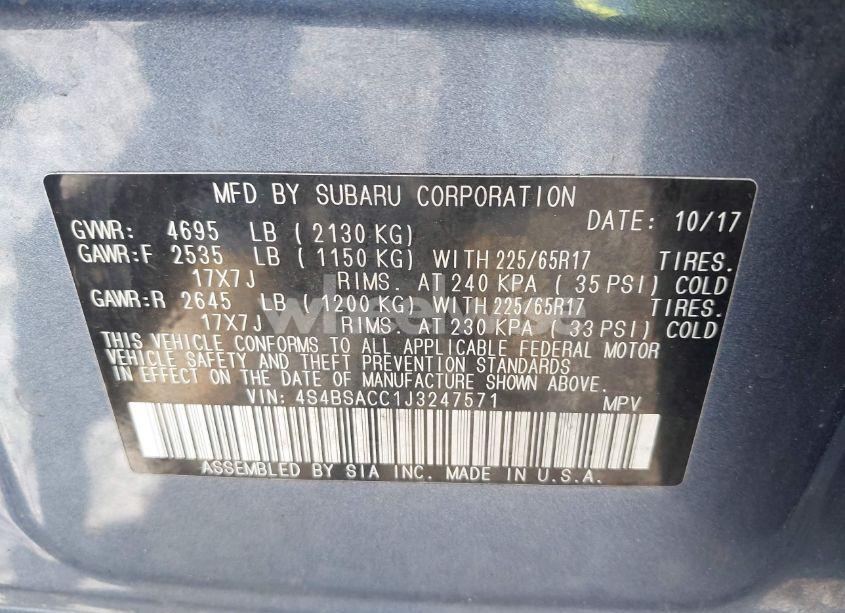 MFD BY SUBARU CORPORATION
DATE: 10/17
GVWR: 4695 LB ( 2130 KG)
GAWR:F 2535 LB ( 1150 KG) WITH 225/65R17 TIRES.
17X7J RIMS. AT 240 KPA ( 35 PSI) COLD
GAWR:R 2645 LB ( 1200 KG) WITH 225/65R17 TIRES.
17X7J RIMS. AT 230 KPA ( 33 PSI) COLD
THIS VEHICLE CONFORMS TO ALL APPLICABLE FEDERAL MOTOR
VEHICLE SAFETY AND THEFT PREVENTION STANDARDS
IN EFFECT ON THE DATE OF MANUFACTURE SHOWN ABOVE.
VIN: 4S4BSACC1J3247571 MPV
ASSEMBLED BY SIA INC. MADE IN U.S.A.